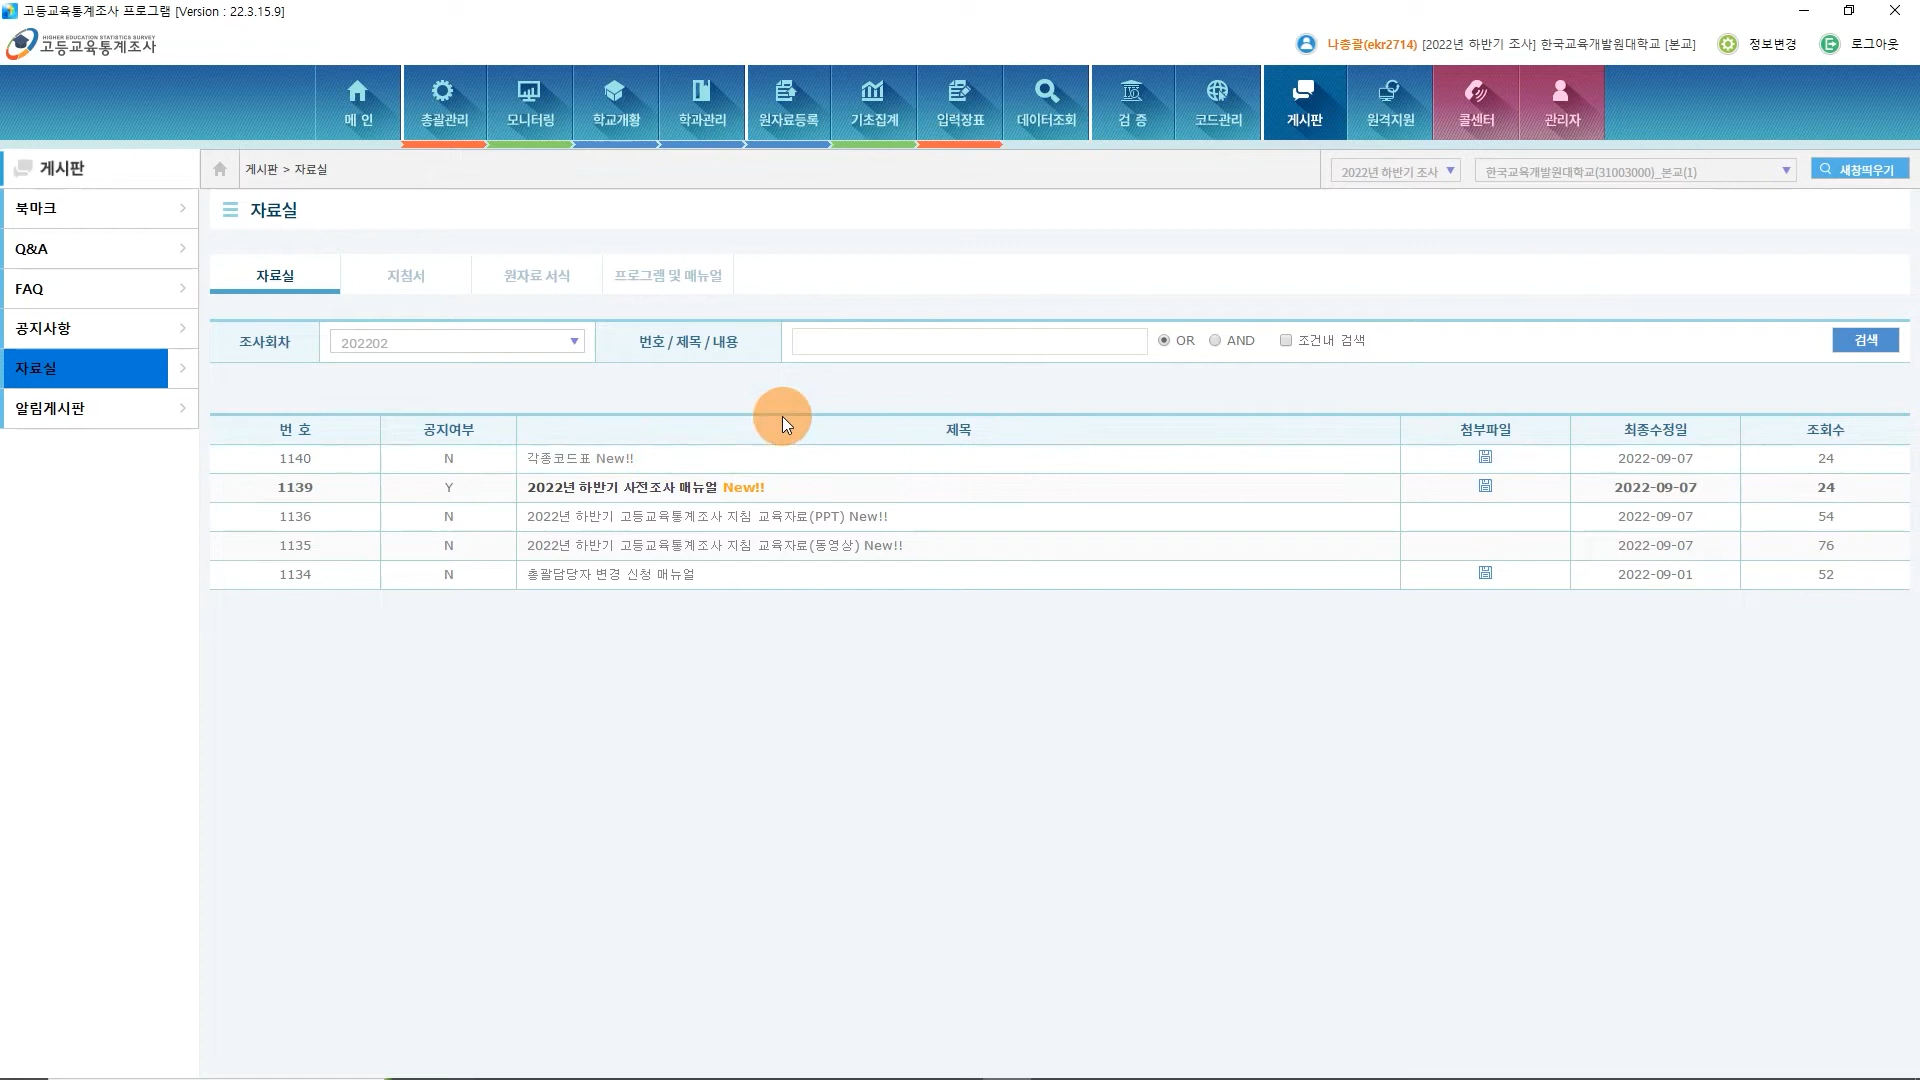 고등교육통계조사 프로그램 [Version : 22.3.15.9]
HIGHER EDUCATION STATISTICS SURVEY
고등교육통계조사
나총괄(ekr2714) [2022년 하반기 조사] 한국교육개발원대학교 [본교] 정보변경 로그아웃
메 인 총괄관리 모니터링 학교개황 학과관리 원자료등록 기초집계 입력장표 데이터조회 검 증 코드관리 게시판 원격지원 콜센터 관리자
게시판
게시판 > 자료실 2022년 하반기 조사 한국교육개발원대학교(31003000)_본교(1) 새창띄우기
북마크
Q&A
FAQ
공지사항
자료실
알림게시판
자료실
자료실 지침서 원자료 서식 프로그램 및 매뉴얼
조사회차 202202 번호 / 제목 / 내용 OR AND 조건내 검색 검색
번 호 공지여부 제목 첨부파일 최종수정일 조회수
1140 N 각종코드표 New!! 2022-09-07 24
1139 Y 2022년 하반기 사전조사 매뉴얼 New!! 2022-09-07 24
1136 N 2022년 하반기 고등교육통계조사 지침 교육자료(PPT) New!! 2022-09-07 54
1135 N 2022년 하반기 고등교육통계조사 지침 교육자료(동영상) New!! 2022-09-07 76
1134 N 총괄담당자 변경 신청 매뉴얼 2022-09-01 52